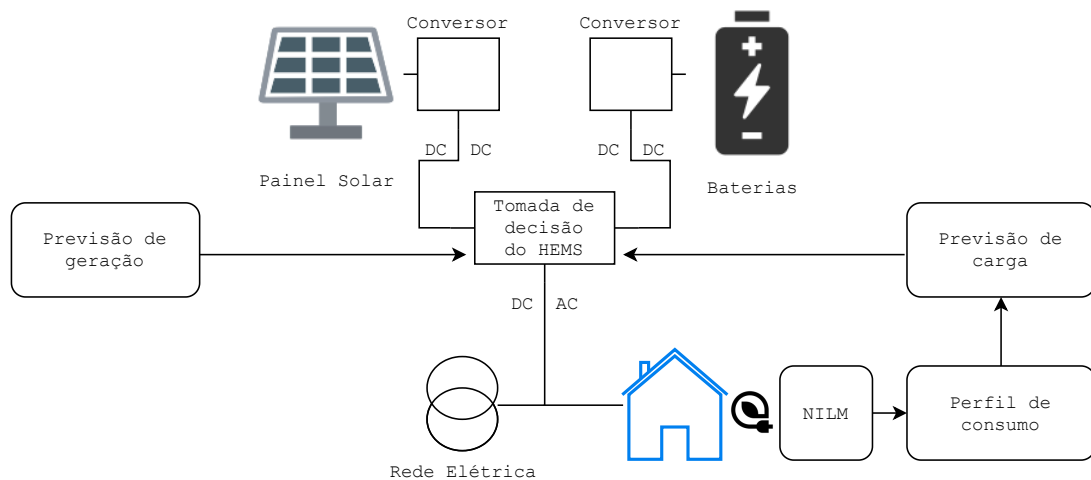 Conversor
Conversor
DC DC
DC DC
Painel Solar
Baterias
Previsão de
geração
Tomada de
decisão
do HEMS
Previsão de
carga
DC AC
NILM
Perfil de
consumo
Rede Elétrica